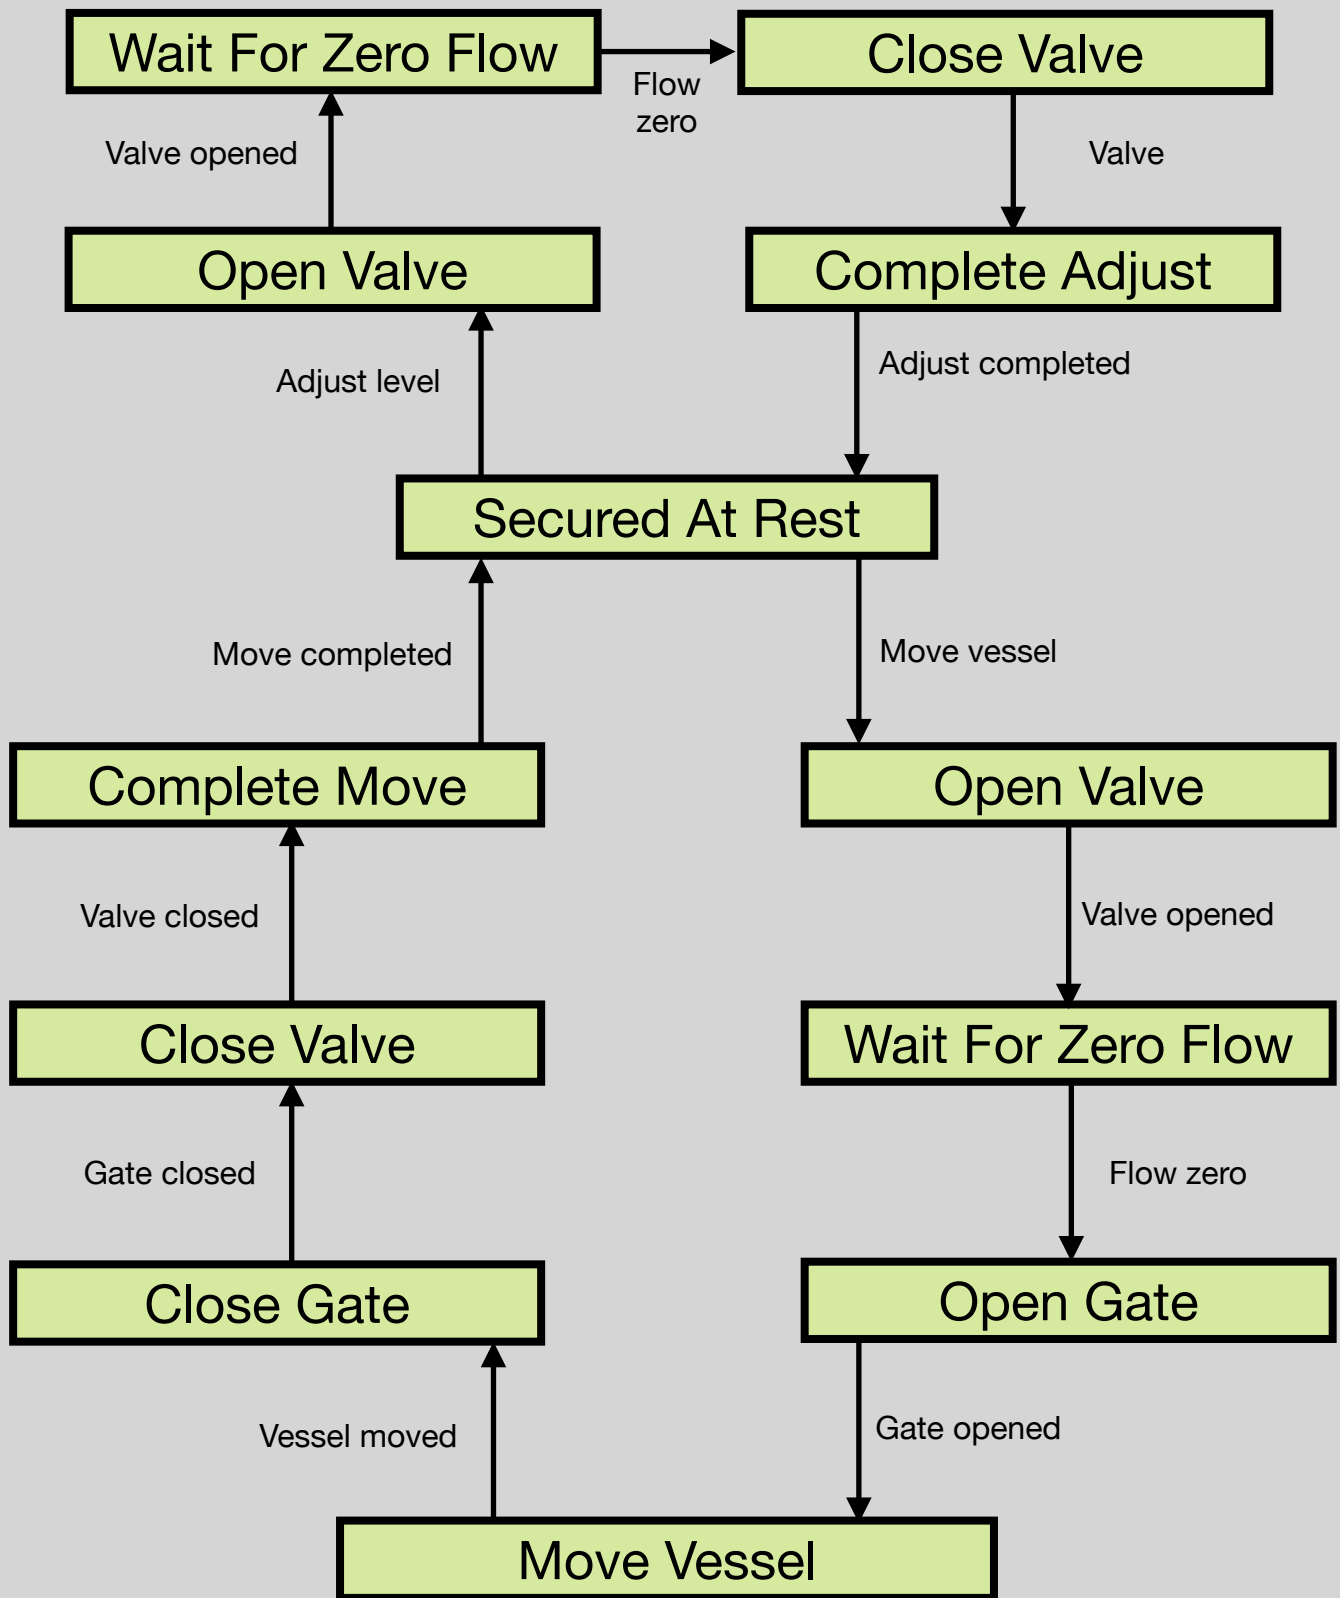 Wait For Zero Flow
Close Valve
Flow
zero
Valve opened
Valve
Open Valve
Complete Adjust
Adjust level
Adjust completed
Secured At Rest
Move completed
Move vessel
Complete Move
Open Valve
Valve closed
Valve opened
Close Valve
Wait For Zero Flow
Gate closed
Flow zero
Close Gate
Open Gate
Vessel moved
Gate opened
Move Vessel